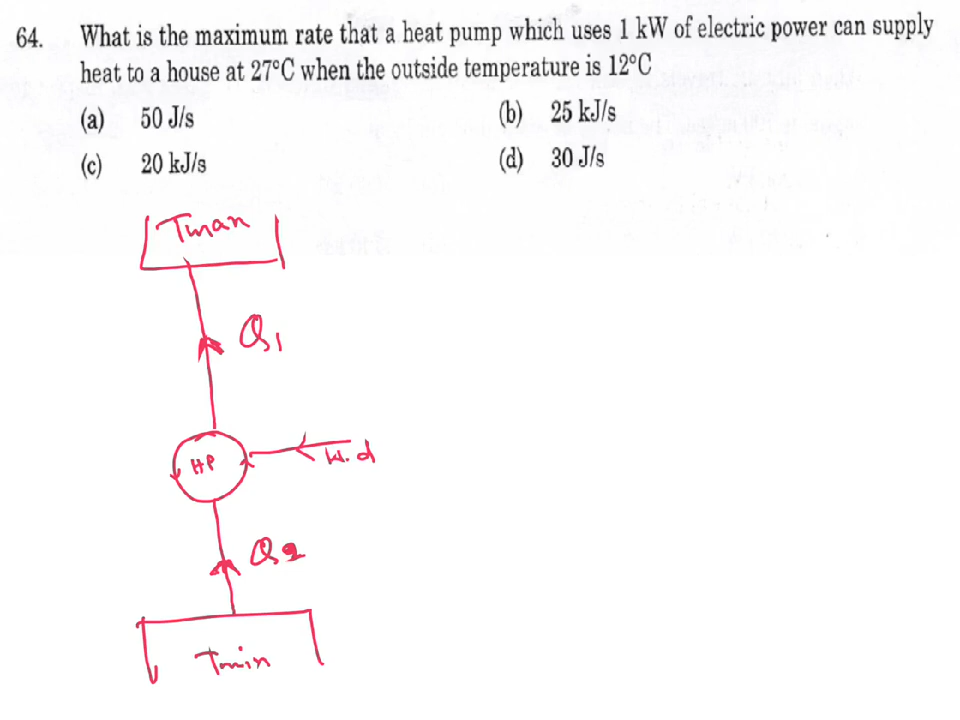 64. What is the maximum rate that a heat pump which uses 1 kW of electric power can supply
heat to a house at 27°C when the outside temperature is 12°C
(a) 50 J/s (b) 25 kJ/s
(c) 20 kJ/s (d) 30 J/s
Tmax
Q1
HP W.d
Q2
Tmin